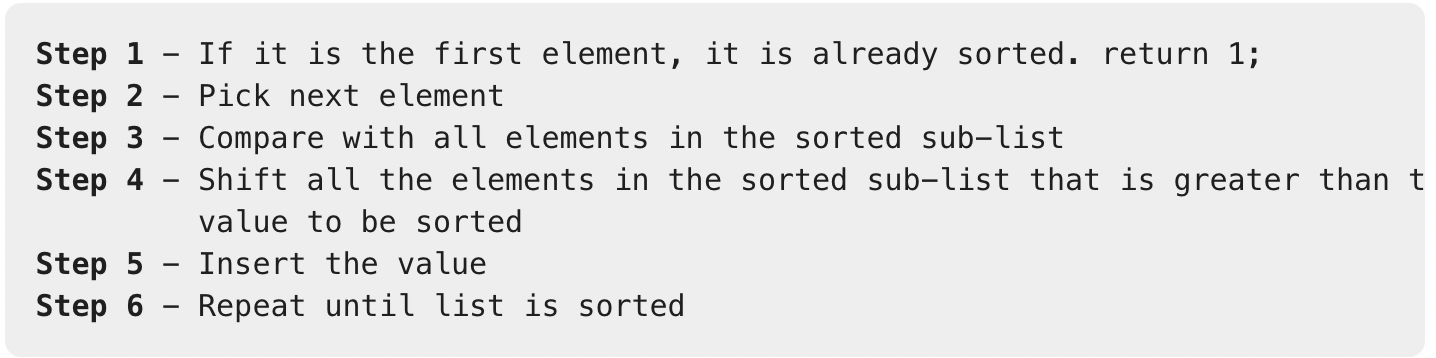 Step 1 − If it is the first element, it is already sorted. return 1;
Step 2 − Pick next element
Step 3 − Compare with all elements in the sorted sub-list
Step 4 − Shift all the elements in the sorted sub-list that is greater than
value to be sorted
Step 5 − Insert the value
Step 6 − Repeat until list is sorted